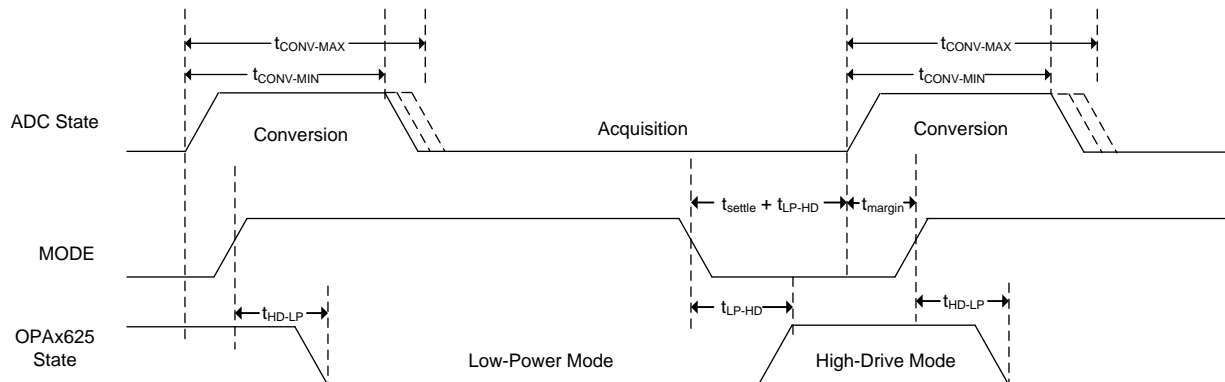 tCONV-MAX
tCONV-MAX
tCONV-MIN
tCONV-MIN
ADC State
Conversion
Acquisition
Conversion
tsettle + tLP-HD
tmargin
MODE
tHD-LP
tLP-HD
tHD-LP
OPAx625
State
Low-Power Mode
High-Drive Mode